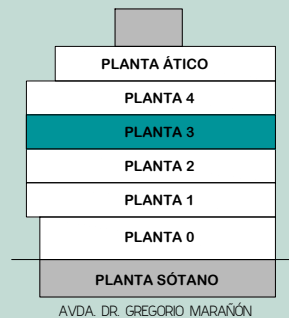 PLANTA ÁTICO
PLANTA 4
PLANTA 3
PLANTA 2
PLANTA 1
PLANTA 0
PLANTA SÓTANO
AVDA. DR. GREGORIO MARAÑÓN